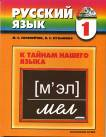 РУССКИЙ
ЯЗЫК
1
М. С. СОЛОВЕЙЧИК, Н. С. КУЗЬМЕНКО
К ТАЙНАМ НАШЕГО
ЯЗЫКА
[м'эл]
мел